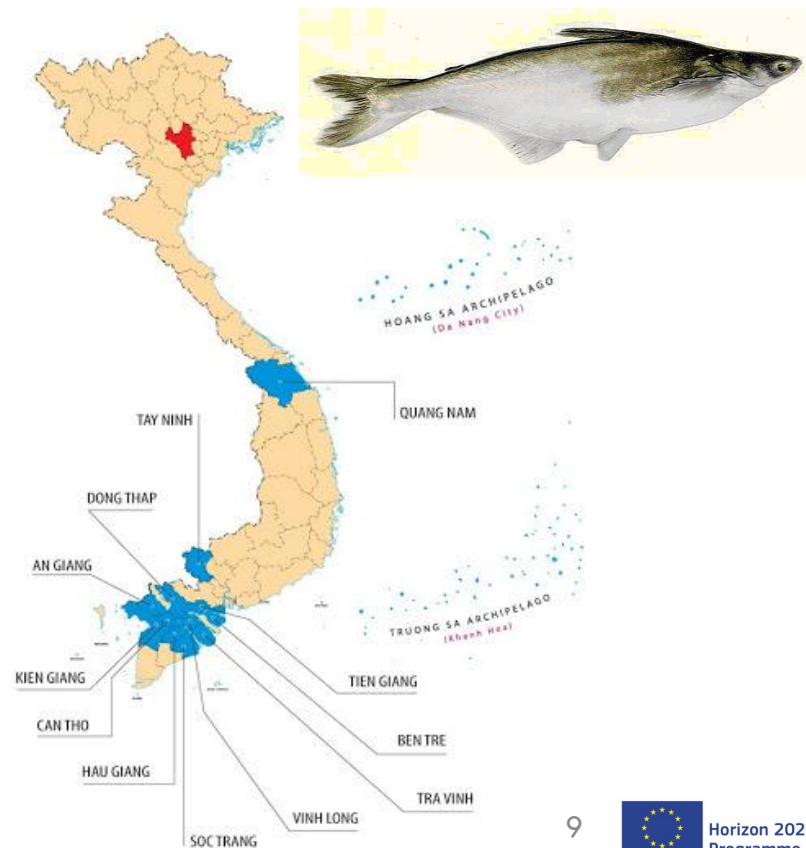 HOANG SA ARCHIPELAGO
(Da Nang City)
QUANG NAM
TAY NINH
DONG THAP
AN GIANG
TRUONG SA ARCHIPELAGO
(Khanh Hoa)
KIEN GIANG
TIEN GIANG
CAN THO
BEN TRE
HAU GIANG
TRA VINH
VINH LONG
SOC TRANG
9
Horizon 202